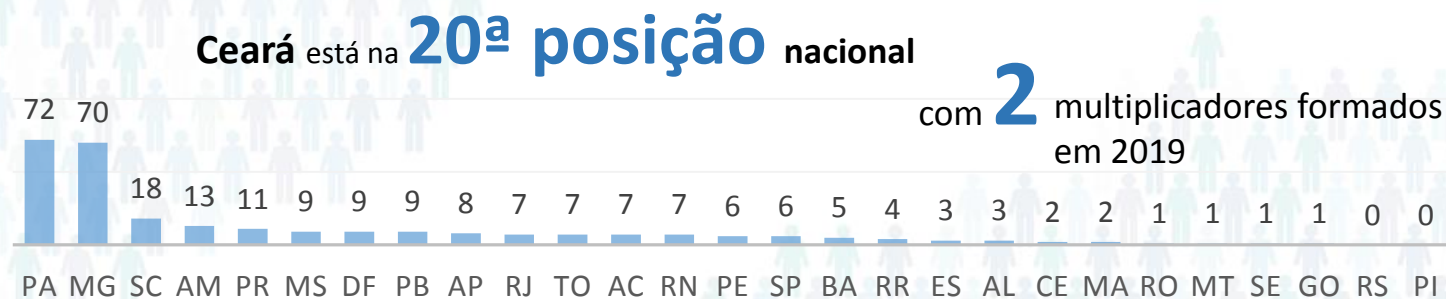 Ceará está na 20ª posição nacional
com 2 multiplicadores formados
em 2019
72 70 18 13 11 9 9 9 8 7 7 7 7 6 6 5 4 3 3 2 2 1 1 1 1 0 0
PA MG SC AM PR MS DF PB AP RJ TO AC RN PE SP BA RR ES AL CE MA RO MT SE GO RS PI